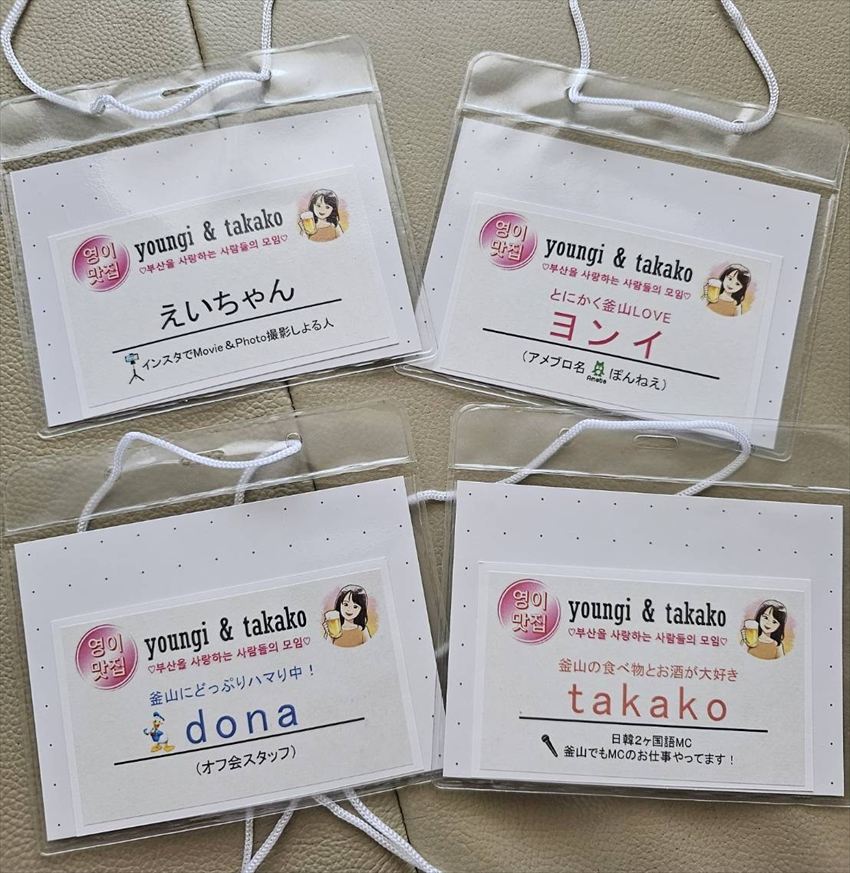 영이
맛집
youngi & takako
♡부산을 사랑하는 사람들의 모임♡
えいちゃん
インスタでMovie＆Photo撮影しよる人
영이
맛집
youngi & takako
♡부산을 사랑하는 사람들의 모임♡
とにかく釜山LOVE
ヨンイ
（アメブロ名 Ameba ぽんねえ）
영이
맛집
youngi & takako
♡부산을 사랑하는 사람들의 모임♡
釜山にどっぷりハマり中！
dona
（オフ会スタッフ）
영이
맛집
youngi & takako
♡부산을 사랑하는 사람들의 모임♡
釜山の食べ物とお酒が大好き
takako
日韓2ヶ国語MC
釜山でもMCのお仕事やってます！